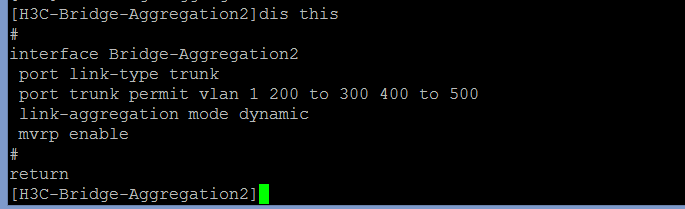 [H3C-Bridge-Aggregation2]dis this
#
interface Bridge-Aggregation2
 port link-type trunk
 port trunk permit vlan 1 200 to 300 400 to 500
 link-aggregation mode dynamic
 mvrp enable
#
return
[H3C-Bridge-Aggregation2]